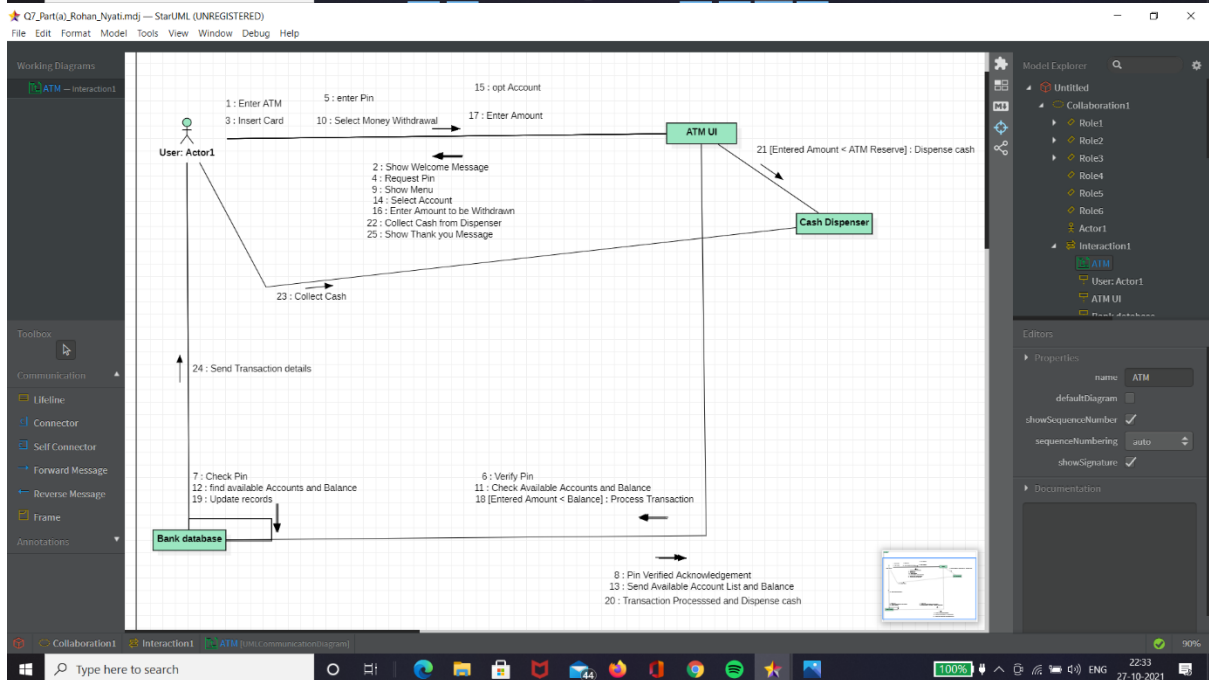 Q7_Part(a)_Rohan_Nyati.mdj — StarUML (UNREGISTERED)
File Edit Format Model Tools View Window Debug Help
Working Diagrams
ATM — Interaction1
1 : Enter ATM
3 : Insert Card
5 : enter Pin
10 : Select Money Withdrawal
15 : opt Account
17 : Enter Amount
User: Actor1
ATM UI
2 : Show Welcome Message
4 : Request Pin
9 : Show Menu
14 : Select Account
16 : Enter Amount to be Withdrawn
22 : Collect Cash from Dispenser
25 : Show Thank you Message
21 [Entered Amount < ATM Reserve] : Dispense cash
Cash Dispenser
23 : Collect Cash
24 : Send Transaction details
7 : Check Pin
12 : find available Accounts and Balance
19 : Update records
6 : Verify Pin
11 : Check Available Accounts and Balance
18 [Entered Amount < Balance] : Process Transaction
Bank database
8 : Pin Verified Acknowledgement
13 : Send Available Account List and Balance
20 : Transaction Processsed and Dispense cash
Toolbox
Communication
Lifeline
Connector
Self Connector
Forward Message
Reverse Message
Frame
Annotations
Model Explorer
Untitled
Collaboration1
Role1
Role2
Role3
Role4
Role5
Role6
Actor1
Interaction1
ATM
User: Actor1
ATM UI
Bank database
Editors
Properties
name ATM
defaultDiagram
showSequenceNumber
sequenceNumbering auto
showSignature
Documentation
Collaboration1 Interaction1 ATM [UMLCommunicationDiagram]
90%
Type here to search
44
100%
ENG
22:33
27-10-2021